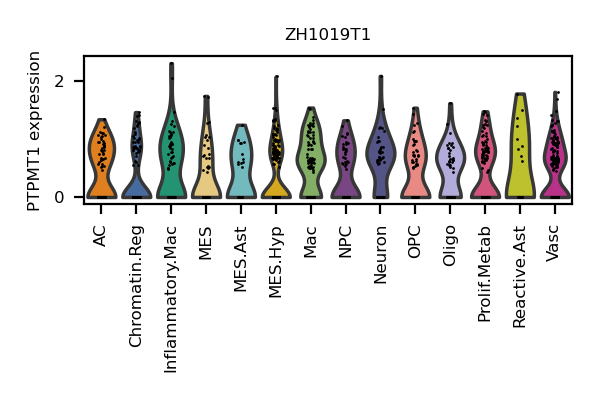 ZH1019T1
PTPMT1 expression
2
0
AC
Chromatin.Reg
Inflammatory.Mac
MES
MES.Ast
MES.Hyp
Mac
NPC
Neuron
OPC
Oligo
Prolif.Metab
Reactive.Ast
Vasc